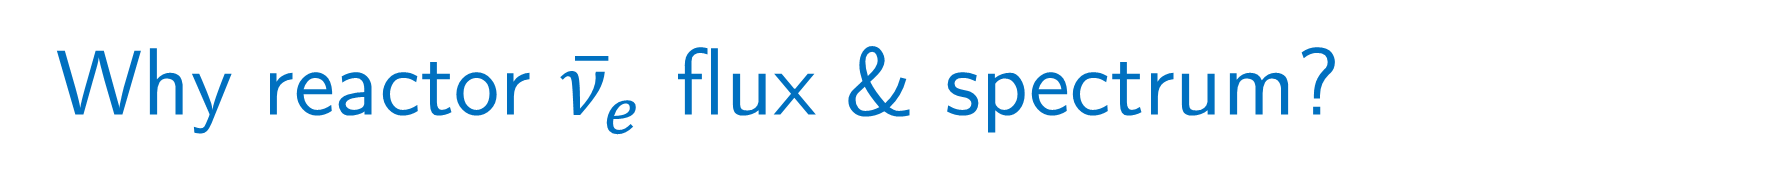 Why reactor ν̄ₑ flux & spectrum?